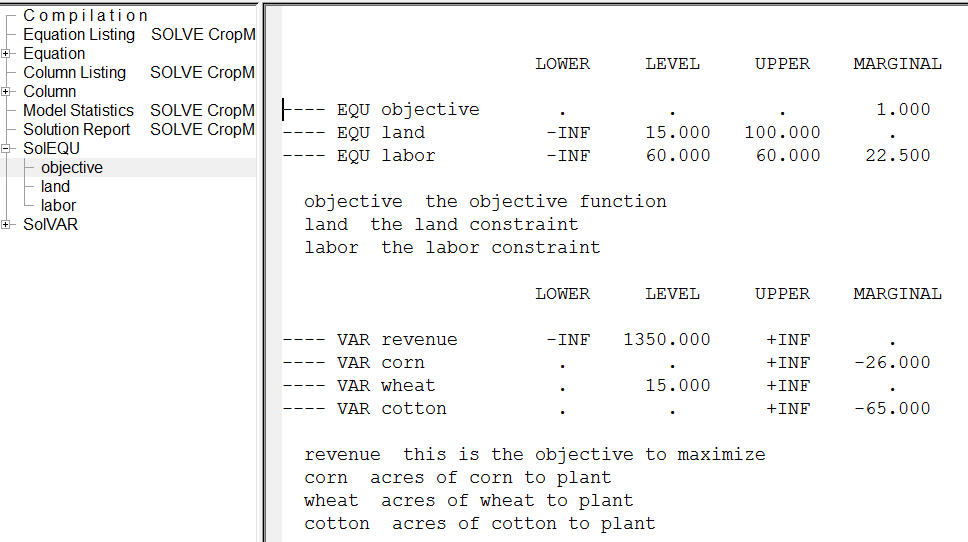 Compilation
Equation Listing SOLVE CropM
Equation
Column Listing SOLVE CropM
Column
Model Statistics SOLVE CropM
Solution Report SOLVE CropM
SolEQU
objective
land
labor
SolVAR
LOWER LEVEL UPPER MARGINAL
---- EQU objective . . . 1.000
---- EQU land -INF 15.000 100.000 .
---- EQU labor -INF 60.000 60.000 22.500
objective the objective function
land the land constraint
labor the labor constraint
LOWER LEVEL UPPER MARGINAL
---- VAR revenue -INF 1350.000 +INF .
---- VAR corn . . +INF -26.000
---- VAR wheat . 15.000 +INF .
---- VAR cotton . . +INF -65.000
revenue this is the objective to maximize
corn acres of corn to plant
wheat acres of wheat to plant
cotton acres of cotton to plant